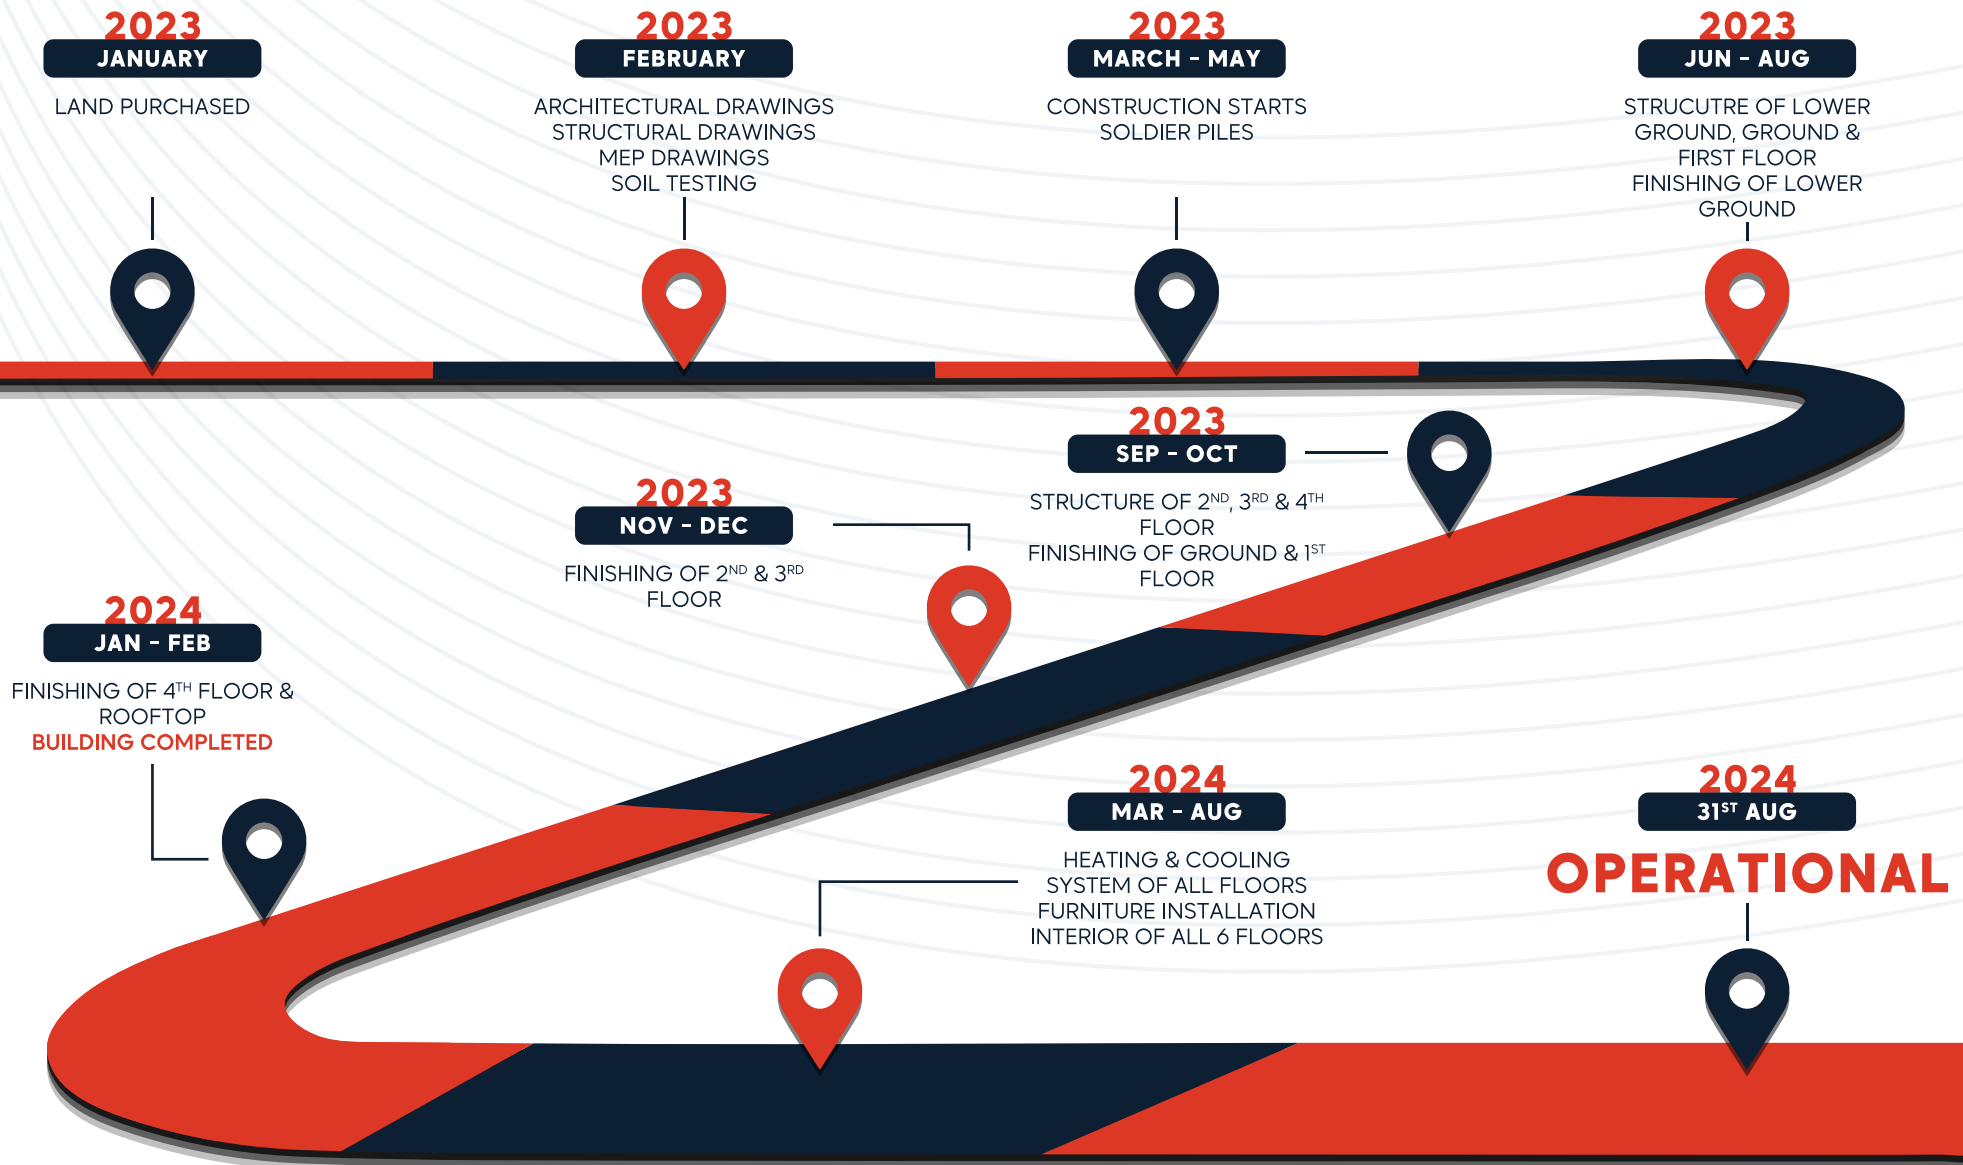 2023
JANUARY
LAND PURCHASED
2023
FEBRUARY
ARCHITECTURAL DRAWINGS
STRUCTURAL DRAWINGS
MEP DRAWINGS
SOIL TESTING
2023
MARCH - MAY
CONSTRUCTION STARTS
SOLDIER PILES
2023
JUN - AUG
STRUCUTRE OF LOWER
GROUND, GROUND &
FIRST FLOOR
FINISHING OF LOWER
GROUND
2023
SEP - OCT
STRUCTURE OF 2ND, 3RD & 4TH
FLOOR
FINISHING OF GROUND & 1ST
FLOOR
2023
NOV - DEC
FINISHING OF 2ND & 3RD
FLOOR
2024
JAN - FEB
FINISHING OF 4TH FLOOR &
ROOFTOP
BUILDING COMPLETED
2024
MAR - AUG
HEATING & COOLING
SYSTEM OF ALL FLOORS
FURNITURE INSTALLATION
INTERIOR OF ALL 6 FLOORS
2024
31ST AUG
OPERATIONAL